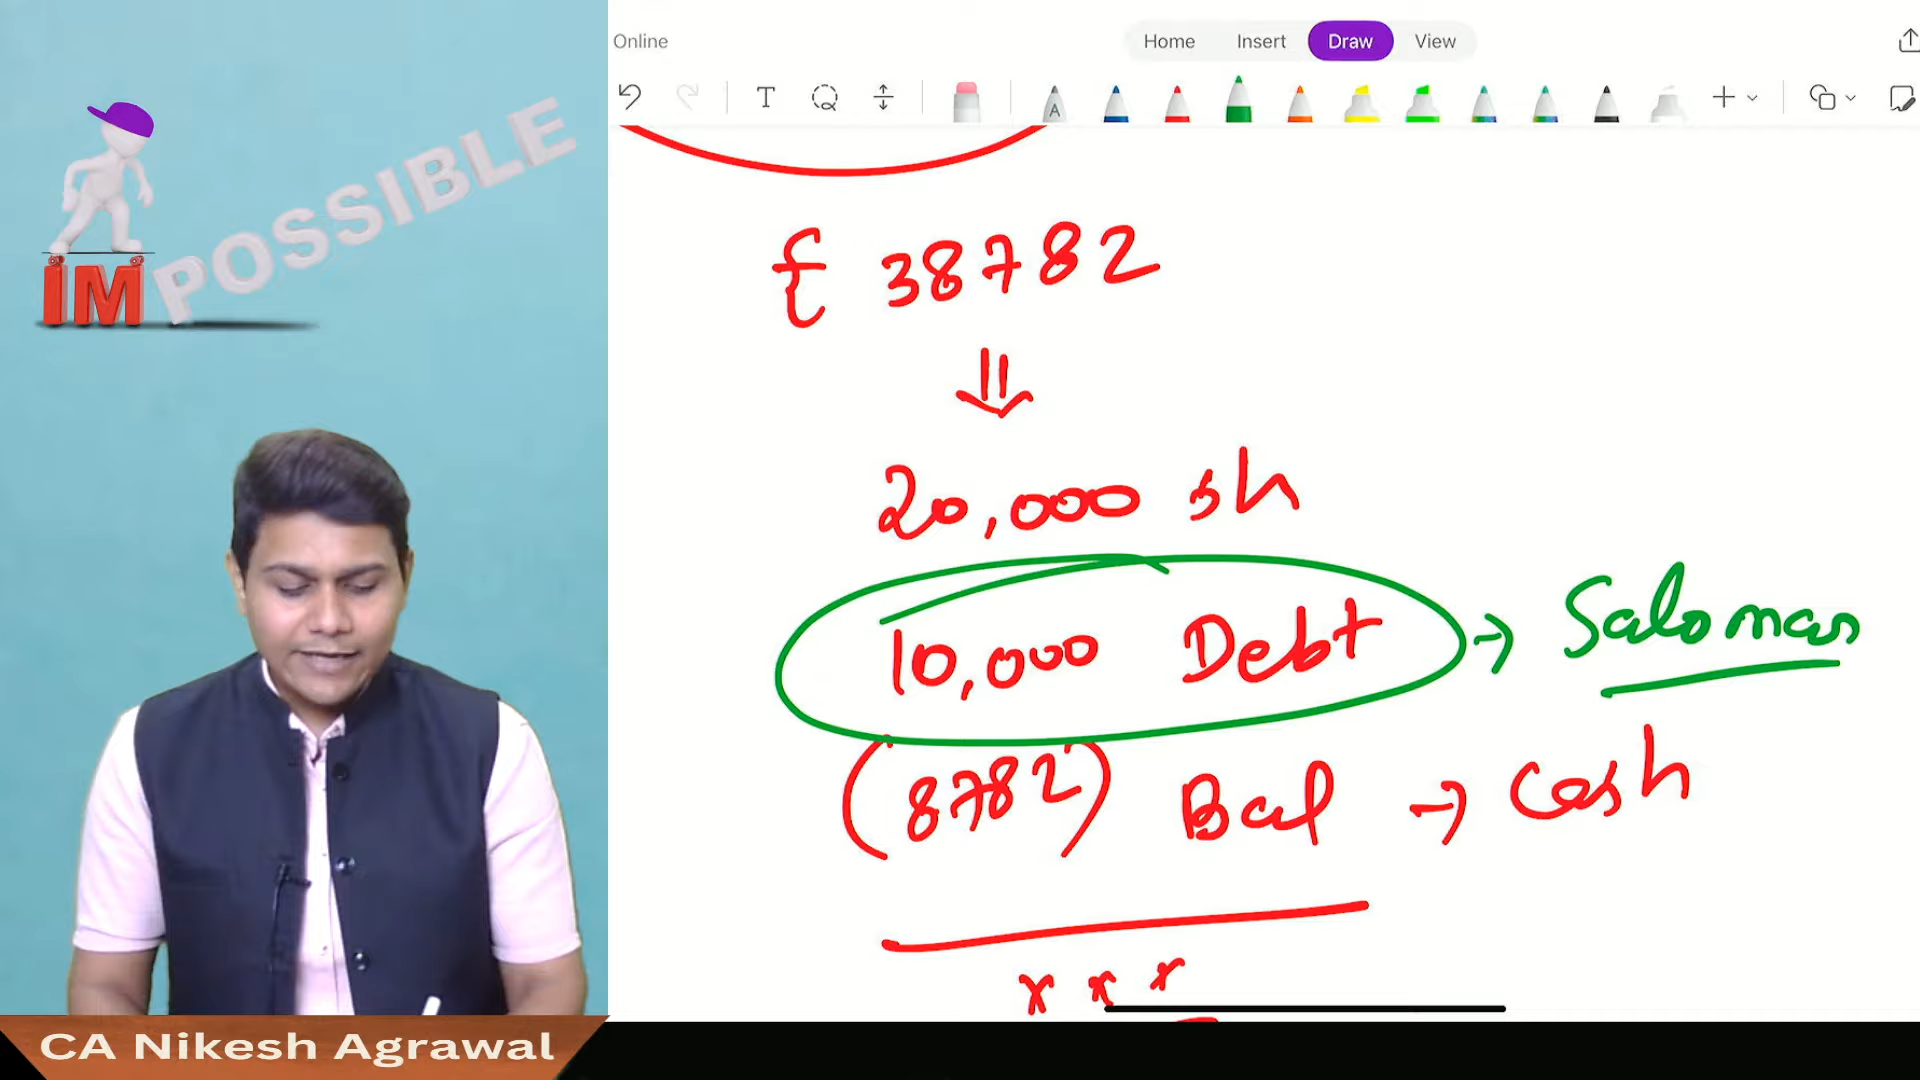 Online
Home Insert Draw View
T
A
IMPOSSIBLE
£ 38782
20,000 sh
10,000 Debt → Saloman
(8782) Bal → Cash
x x x
CA Nikesh Agrawal